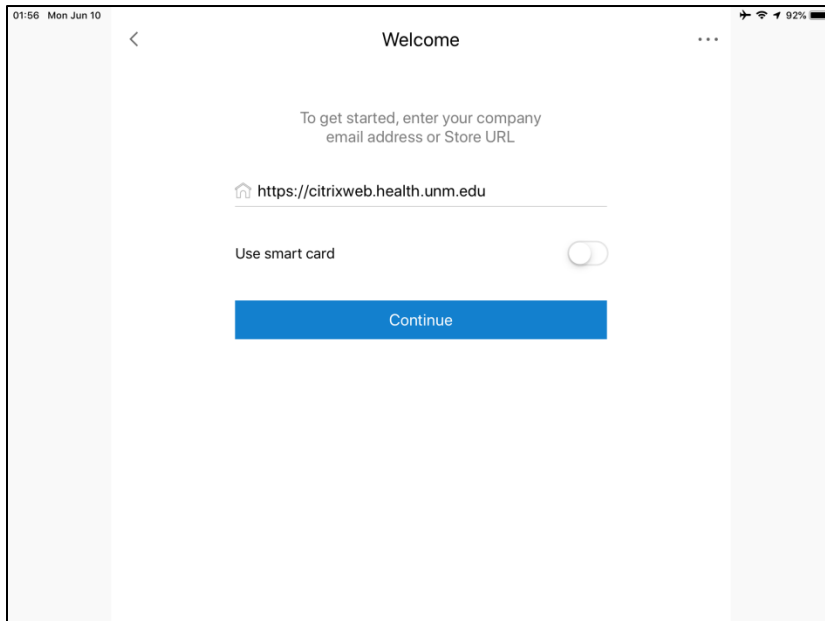 01:56 Mon Jun 10
92%
Welcome
To get started, enter your company
email address or Store URL
https://citrixweb.health.unm.edu
Use smart card
Continue